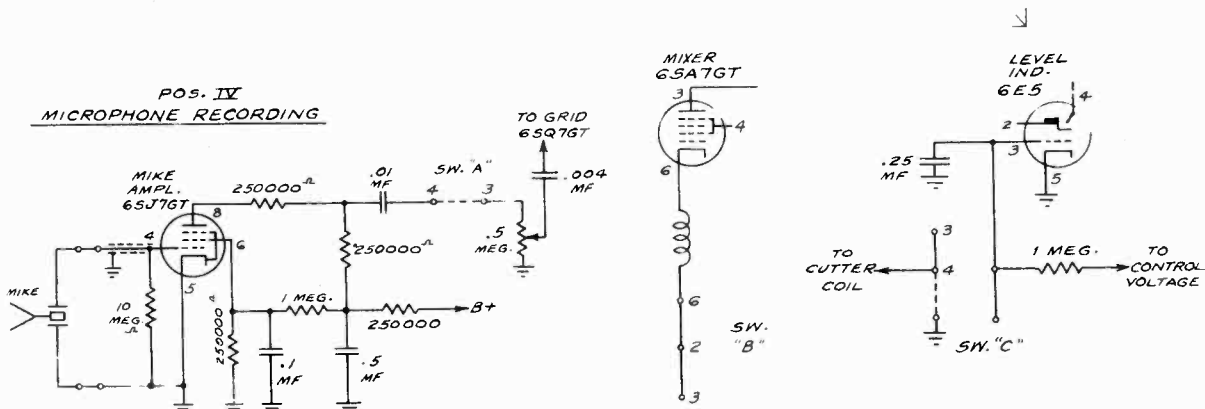 POS. IV
MICROPHONE RECORDING
MIKE
AMPL.
6SJ7GT
250000Ω
.01
MF
SW. "A"
4
3
TO GRID
6SQ7GT
.004
MF
.5
MEG.
8
4
6
5
250000Ω
MIKE
10
MEG.
Ω
250000Ω
1 MEG.
250000
B+
.1
MF
.5
MF
MIXER
6SA7GT
3
4
6
6
2
3
SW.
"B"
LEVEL
IND.
6E5
4
2
3
5
.25
MF
3
4
TO
CUTTER
COIL
1 MEG.
TO
CONTROL
VOLTAGE
SW. "C"